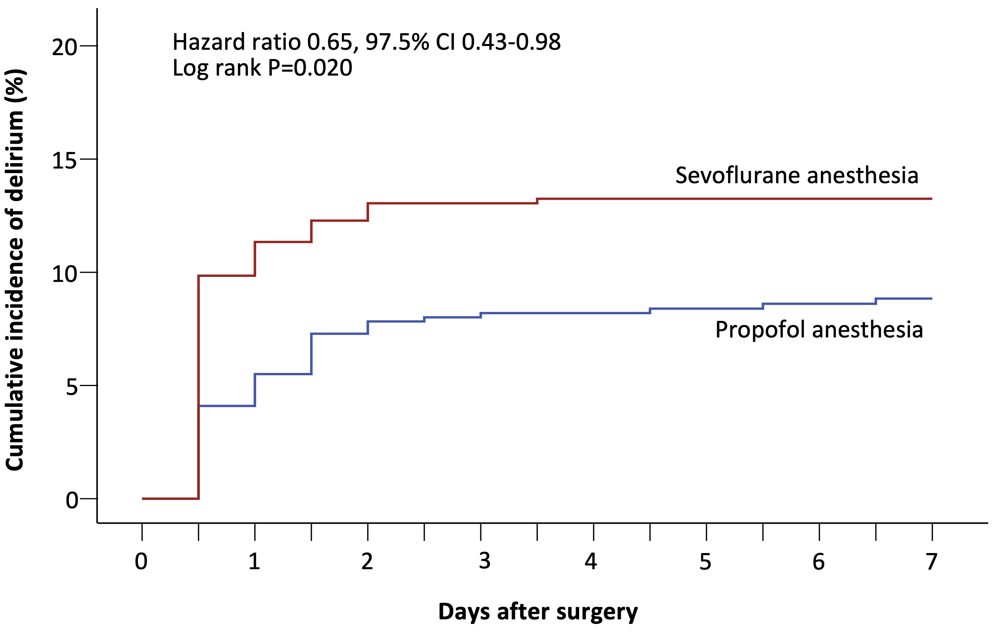 Hazard ratio 0.65, 97.5% CI 0.43-0.98
Log rank P=0.020
Cumulative incidence of delirium (%)
20
15
10
5
0
Sevoflurane anesthesia
Propofol anesthesia
0 1 2 3 4 5 6 7
Days after surgery